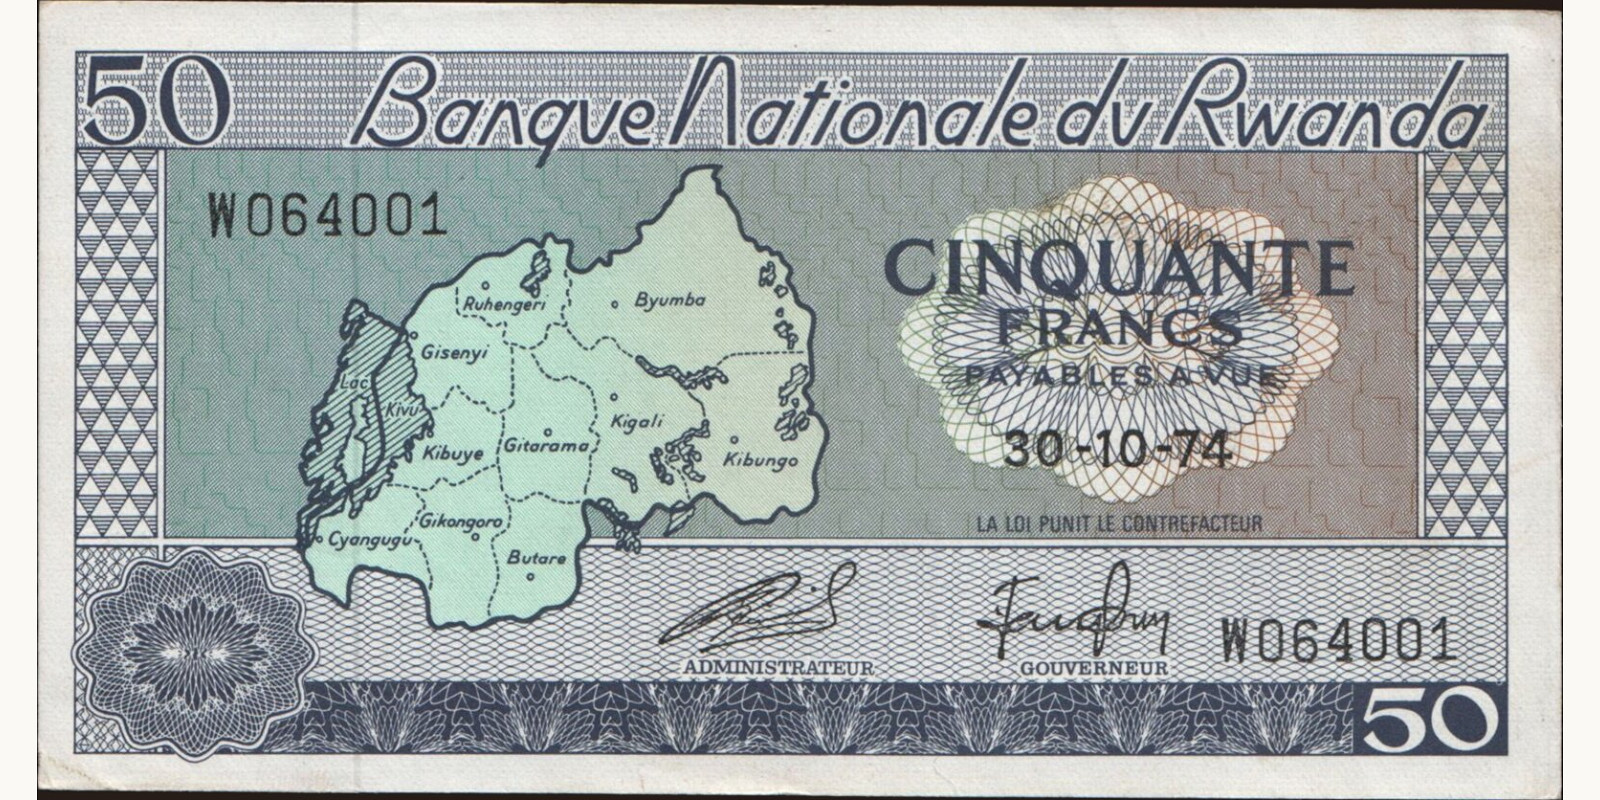 50 Banque Nationale du Rwanda
W064001
CINQUANTE
FRANCS
PAYABLES A VUE
30-10-74
LA LOI PUNIT LE CONTREFACTEUR
Ruhengeri
Byumba
Gisenyi
Lac
Kivu
Kigali
Kibuye
Gitarama
Kibungo
Gikongoro
Cyangugu
Butare
ADMINISTRATEUR
GOUVERNEUR
W064001
50